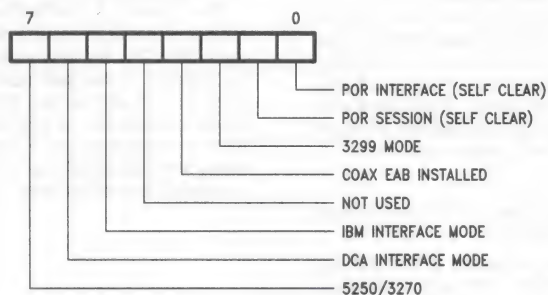 7 0
POR INTERFACE (SELF CLEAR)
POR SESSION (SELF CLEAR)
3299 MODE
COAX EAB INSTALLED
NOT USED
IBM INTERFACE MODE
DCA INTERFACE MODE
5250/3270